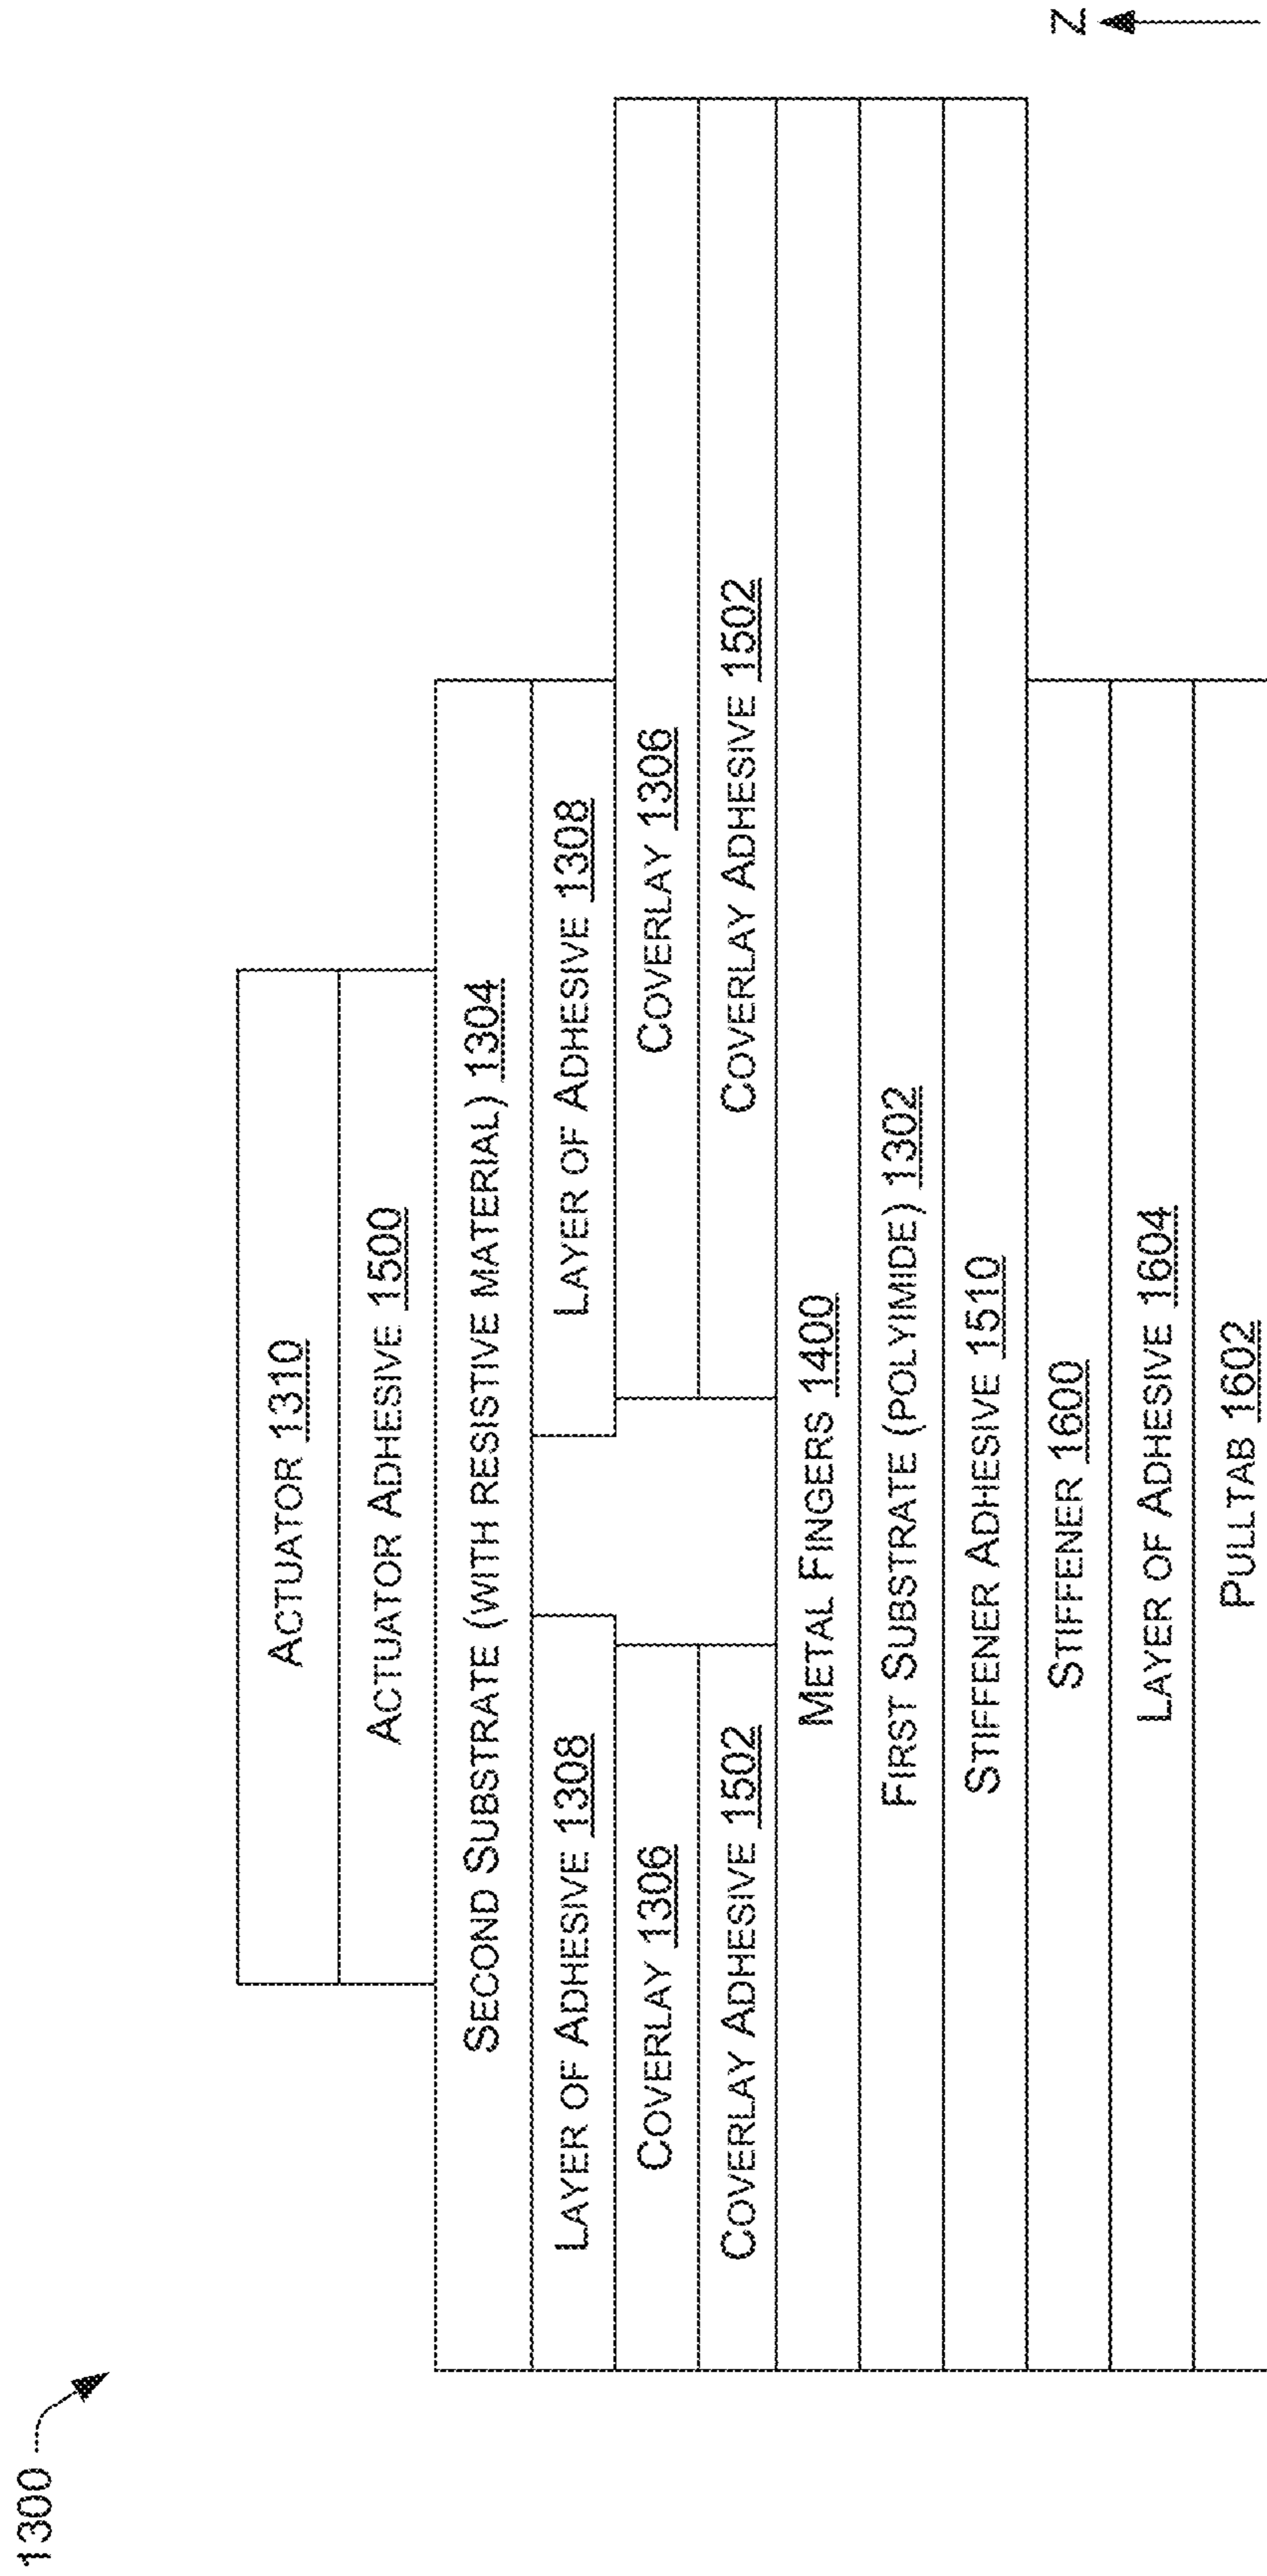 1300
Z
ACTUATOR 1310
ACTUATOR ADHESIVE 1500
SECOND SUBSTRATE (WITH RESISTIVE MATERIAL) 1304
LAYER OF ADHESIVE 1308
LAYER OF ADHESIVE 1308
COVERLAY 1306
COVERLAY 1306
COVERLAY ADHESIVE 1502
COVERLAY ADHESIVE 1502
METAL FINGERS 1400
FIRST SUBSTRATE (POLYIMIDE) 1302
STIFFENER ADHESIVE 1510
STIFFENER 1600
LAYER OF ADHESIVE 1604
PULLTAB 1602